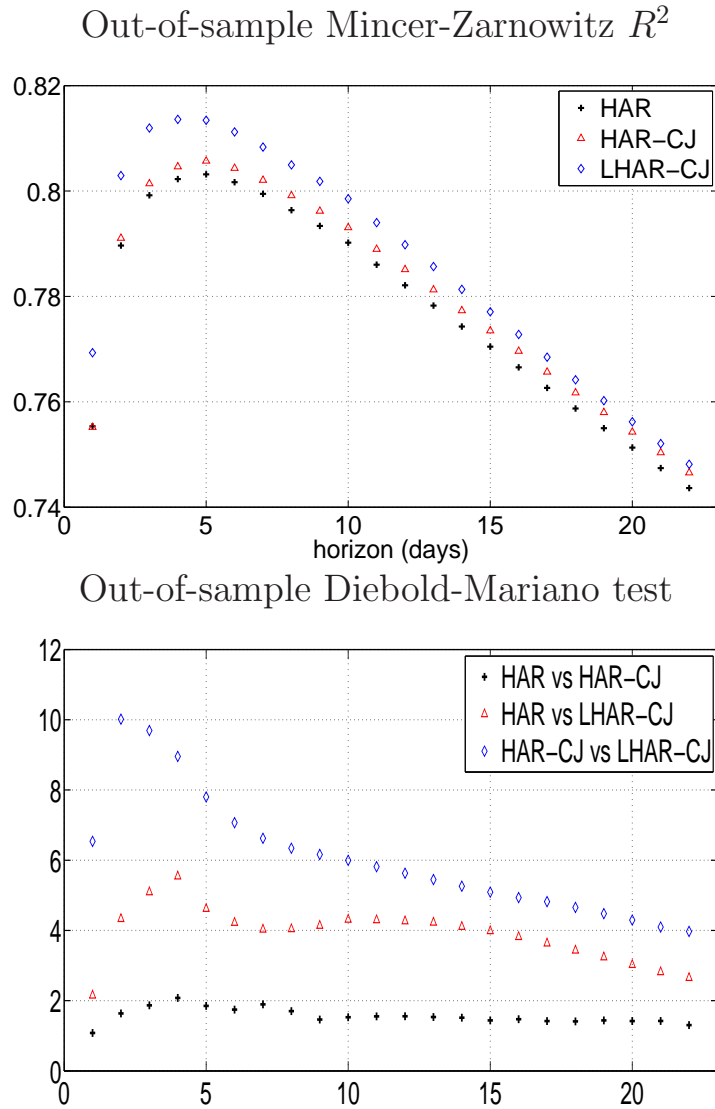 Out-of-sample Mincer-Zarnowitz R²
0.82
0.8
0.78
0.76
0.74
HAR
HAR-CJ
LHAR-CJ
0 5 10 15 20
horizon (days)
Out-of-sample Diebold-Mariano test
12
10
8
6
4
2
0
HAR vs HAR-CJ
HAR vs LHAR-CJ
HAR-CJ vs LHAR-CJ
0 5 10 15 20